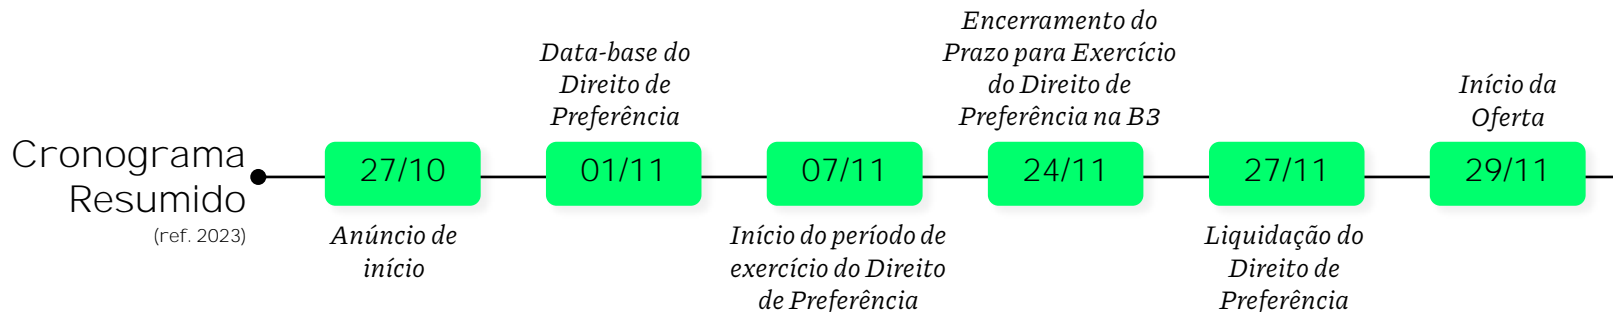 Cronograma
Resumido
(ref. 2023)
27/10
Anúncio de
início
Data-base do
Direito de
Preferência
01/11
07/11
Início do período de
exercício do Direito
de Preferência
Encerramento do
Prazo para Exercício
do Direito de
Preferência na B3
24/11
27/11
Liquidação do
Direito de
Preferência
Início da
Oferta
29/11